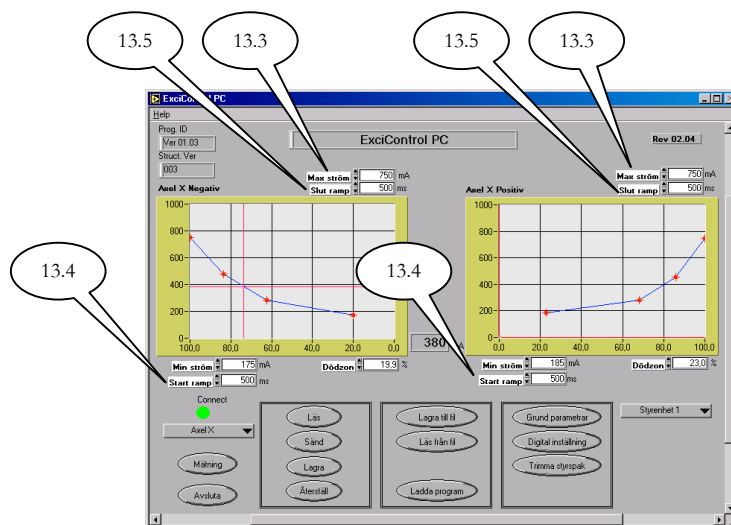 13.5
13.3
13.5
13.3
ExciControl PC
Help
Prog. ID
Ver 01.03
Struct. Ver
003
ExciControl PC
Rev 02.04
Max ström 750 mA
Slut ramp 500 ms
Max ström 750 mA
Slut ramp 500 ms
Axel X Negativ
Axel X Positiv
1000
800
600
400
200
0
100,0 80,0 60,0 40,0 20,0 0,0
1000
800
600
400
200
0
0,0 20,0 40,0 60,0 80,0 100,0
13.4
13.4
380
Min ström 175 mA
Dödzon 19,9 %
Start ramp 500 ms
Min ström 185 mA
Dödzon 23,0 %
Start ramp 500 ms
Connect
Axel X
Mätning
Avsluta
Läs
Sänd
Lagra
Återställ
Lagra till fil
Läs från fil
Ladda program
Grund parametrar
Digital inställning
Trimma styrspak
Styrenhet 1